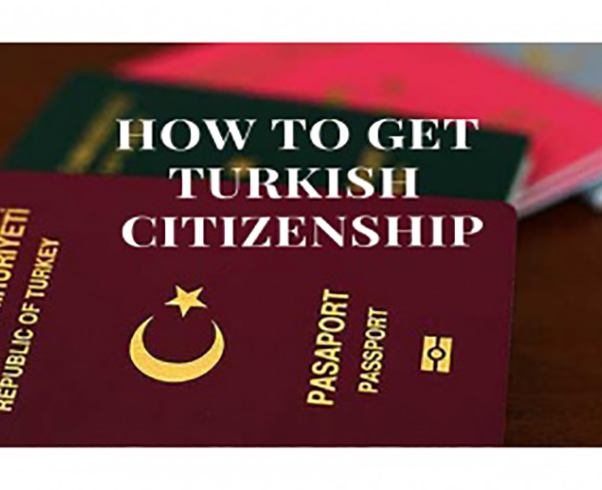 HOW TO GET
TURKISH
CITIZENSHIP
REPUBLIC OF TURKEY
PASAPORT
PASSPORT